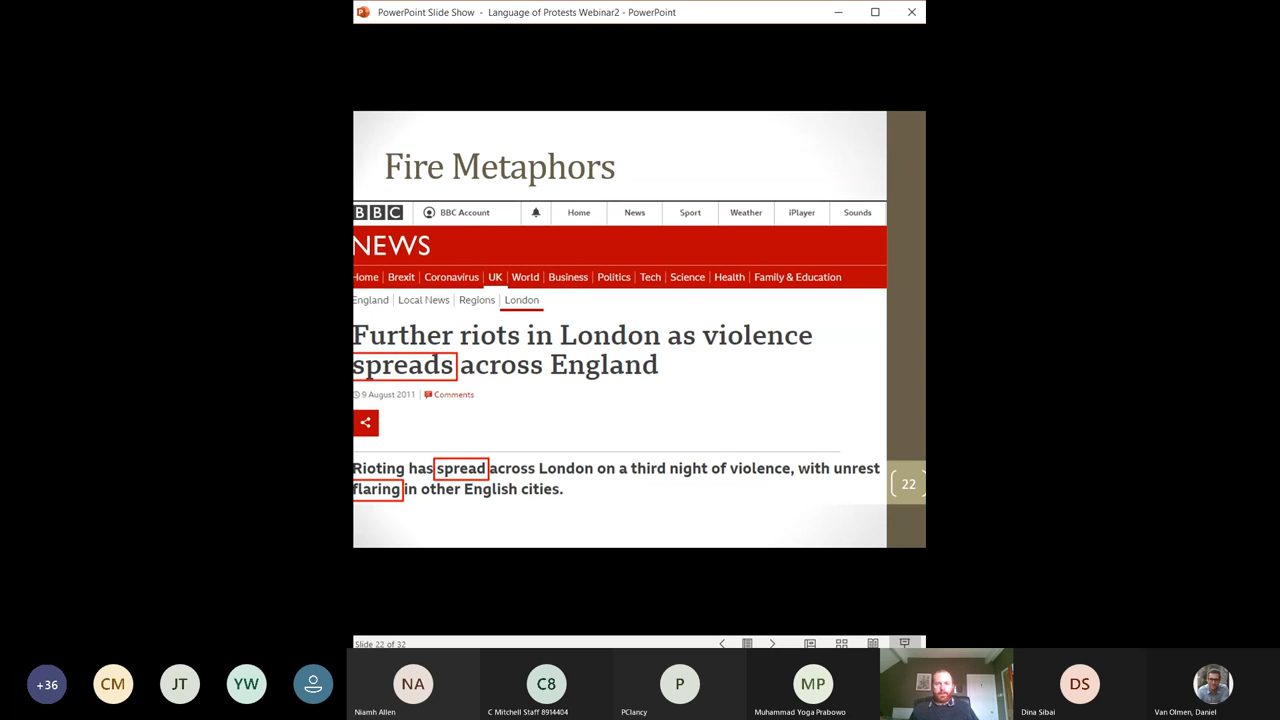 PowerPoint Slide Show - Language of Protests Webinar2 - PowerPoint
Fire Metaphors
BBC
BBC Account
Home
News
Sport
Weather
iPlayer
Sounds
NEWS
Home
Brexit
Coronavirus
UK
World
Business
Politics
Tech
Science
Health
Family & Education
England
Local News
Regions
London
Further riots in London as violence
spreads across England
9 August 2011
Comments
Rioting has spread across London on a third night of violence, with unrest
flaring in other English cities.
22
Slide 22 of 32
+36
CM
JT
YW
NA
Niamh Allen
C8
C Mitchell Staff 8914404
P
PClancy
MP
Muhammad Yoga Prabowo
DS
Dina Sibai
Van Olmen, Daniel